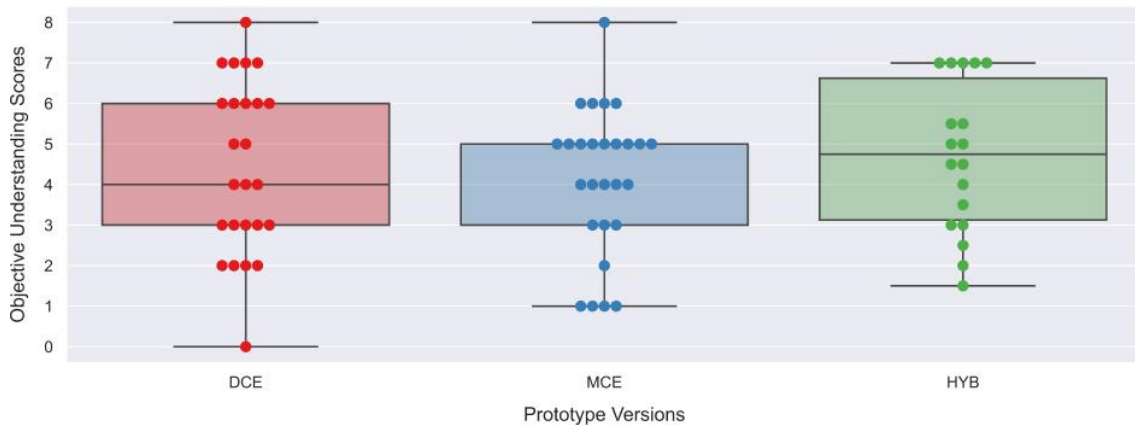 Objective Understanding Scores
8
7
6
5
4
3
2
1
0
DCE
MCE
HYB
Prototype Versions